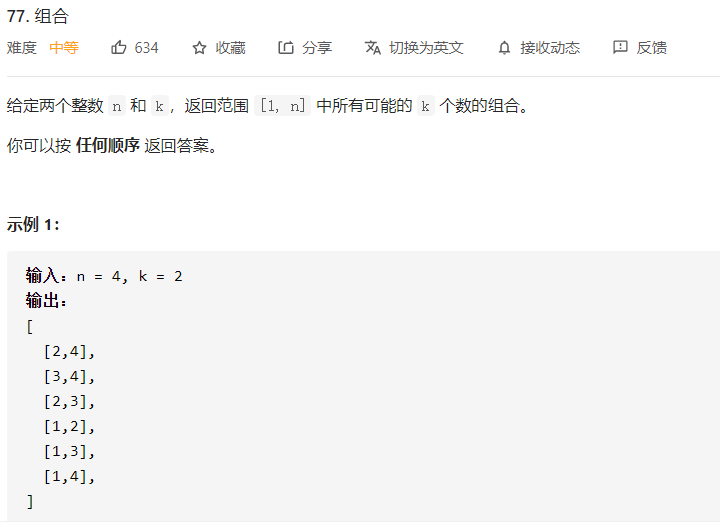 77. 组合
难度 中等 634 收藏 分享 切换为英文 接收动态 反馈
给定两个整数 n 和 k，返回范围 [1, n] 中所有可能的 k 个数的组合。
你可以按 任何顺序 返回答案。
示例 1：
输入：n = 4, k = 2
输出：
[
[2,4],
[3,4],
[2,3],
[1,2],
[1,3],
[1,4],
]